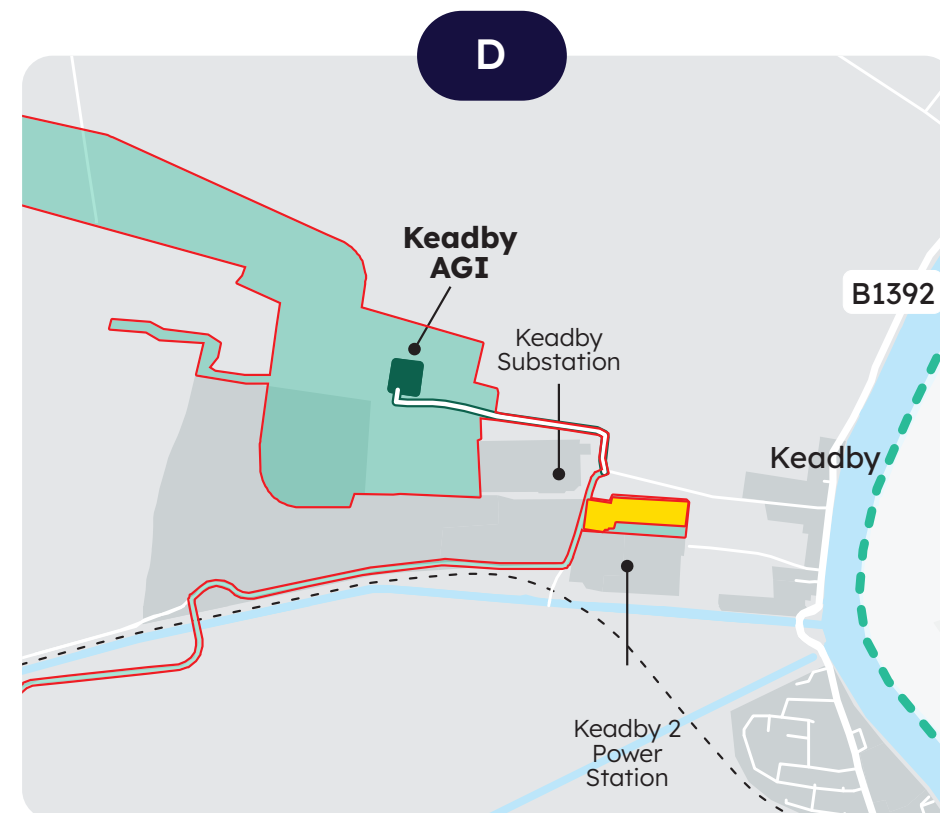 D
Keadby
AGI
B1392
Keadby
Substation
Keadby
Keadby 2
Power
Station